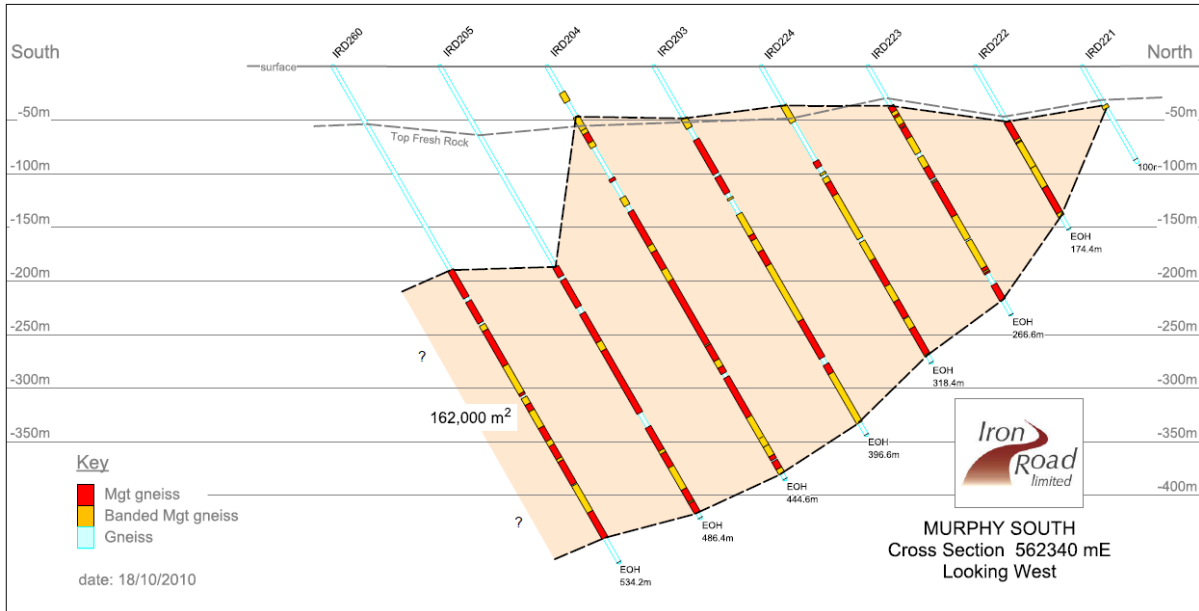 South
North
IRD260
IRD205
IRD204
IRD203
IRD224
IRD223
IRD222
IRD221
surface
-50m
-50m
Top Fresh Rock
-100m
100r
-100m
-150m
-150m
EOH
174.4m
-200m
-200m
EOH
266.6m
-250m
-250m
?
EOH
318.4m
-300m
-300m
162,000 m²
-350m
-350m
EOH
396.6m
EOH
444.6m
-400m
?
EOH
486.4m
EOH
534.2m
Key
Mgt gneiss
Banded Mgt gneiss
Gneiss
date: 18/10/2010
Iron
Road
limited
MURPHY SOUTH
Cross Section 562340 mE
Looking West